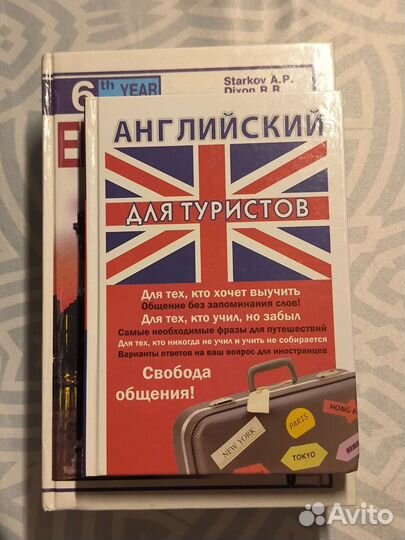 6th YEAR
Starkov A.P.
Dixon R.R.
E
АНГЛИЙСКИЙ
ДЛЯ ТУРИСТОВ
Для тех, кто хочет выучить
Общение без запоминания слов!
Для тех, кто учил, но забыл
Самые необходимые фразы для путешествий
Для тех, кто никогда не учил и учить не собирается
Варианты ответов на ваш вопрос для иностранцев
Свобода
общения!
NEW YORK
PARIS
HONG K
TOKYO
Avito